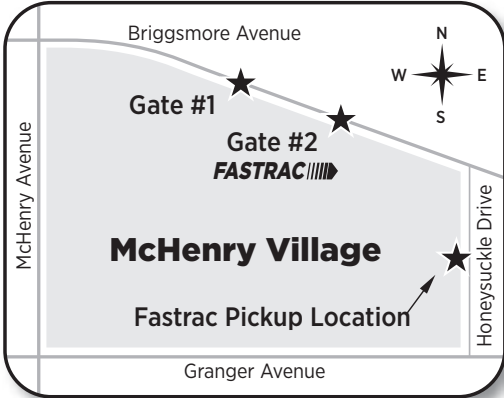 Briggsmore Avenue
N
W E
S
Gate #1
Gate #2
FASTRAC
McHenry Avenue
McHenry Village
Honeysuckle Drive
Fastrac Pickup Location
Granger Avenue